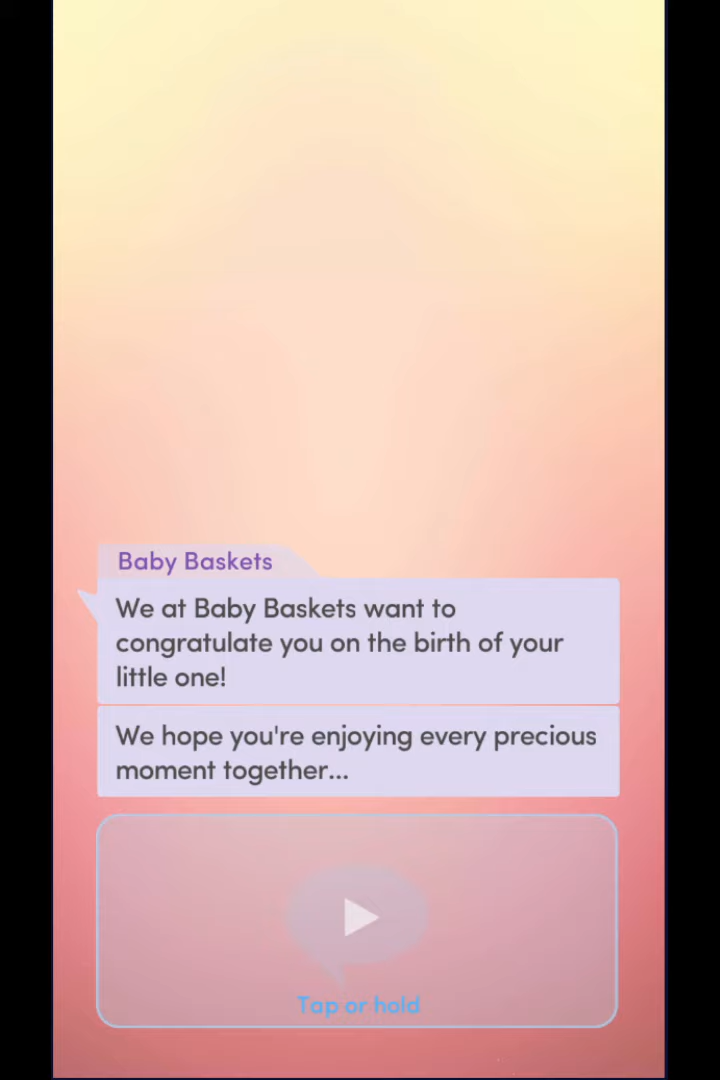 Baby Baskets
We at Baby Baskets want to
congratulate you on the birth of your
little one!
We hope you're enjoying every precious
moment together...
Tap or hold